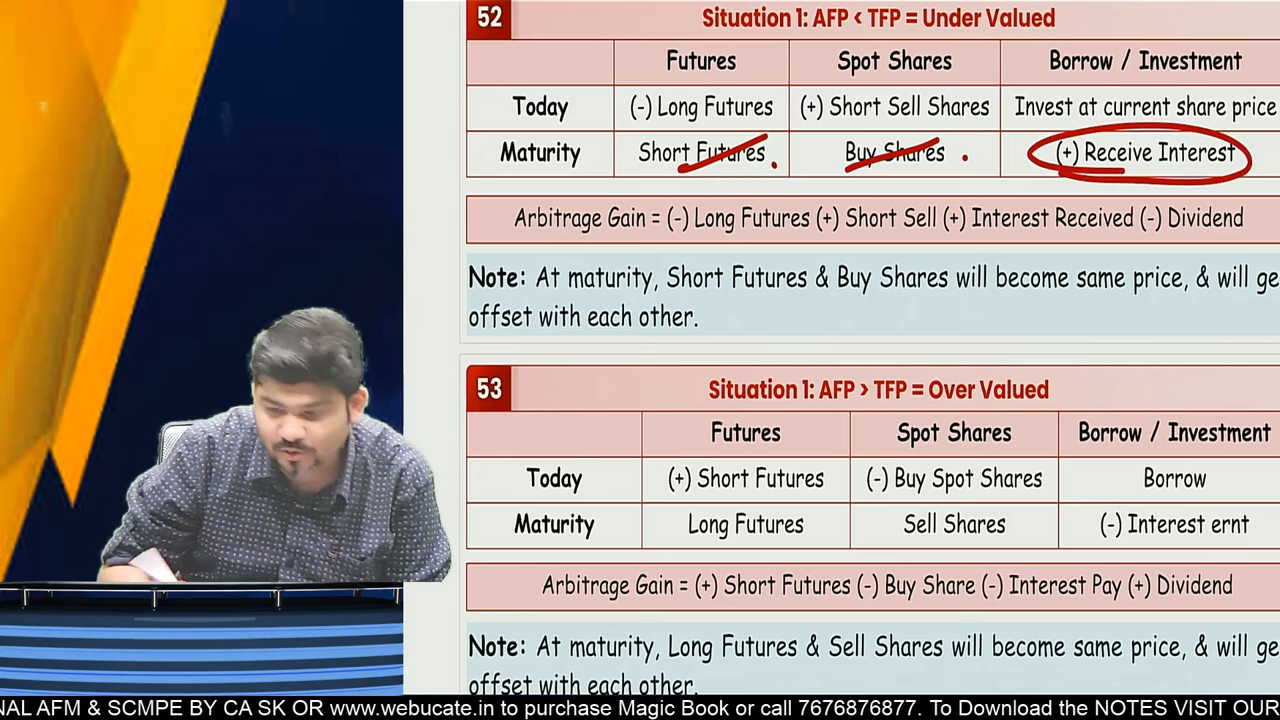 52 Situation 1: AFP < TFP = Under Valued
Futures Spot Shares Borrow / Investment
Today (-) Long Futures (+) Short Sell Shares Invest at current share price
Maturity Short Futures Buy Shares (+) Receive Interest
Arbitrage Gain = (-) Long Futures (+) Short Sell (+) Interest Received (-) Dividend
Note: At maturity, Short Futures & Buy Shares will become same price, & will ge
offset with each other.
53 Situation 1: AFP > TFP = Over Valued
Futures Spot Shares Borrow / Investment
Today (+) Short Futures (-) Buy Spot Shares Borrow
Maturity Long Futures Sell Shares (-) Interest ernt
Arbitrage Gain = (+) Short Futures (-) Buy Share (-) Interest Pay (+) Dividend
Note: At maturity, Long Futures & Sell Shares will become same price, & will ge
offset with each other.
NAL AFM & SCMPE BY CA SK OR www.webucate.in to purchase Magic Book or call 7676876877. To Download the NOTES VISIT OUR